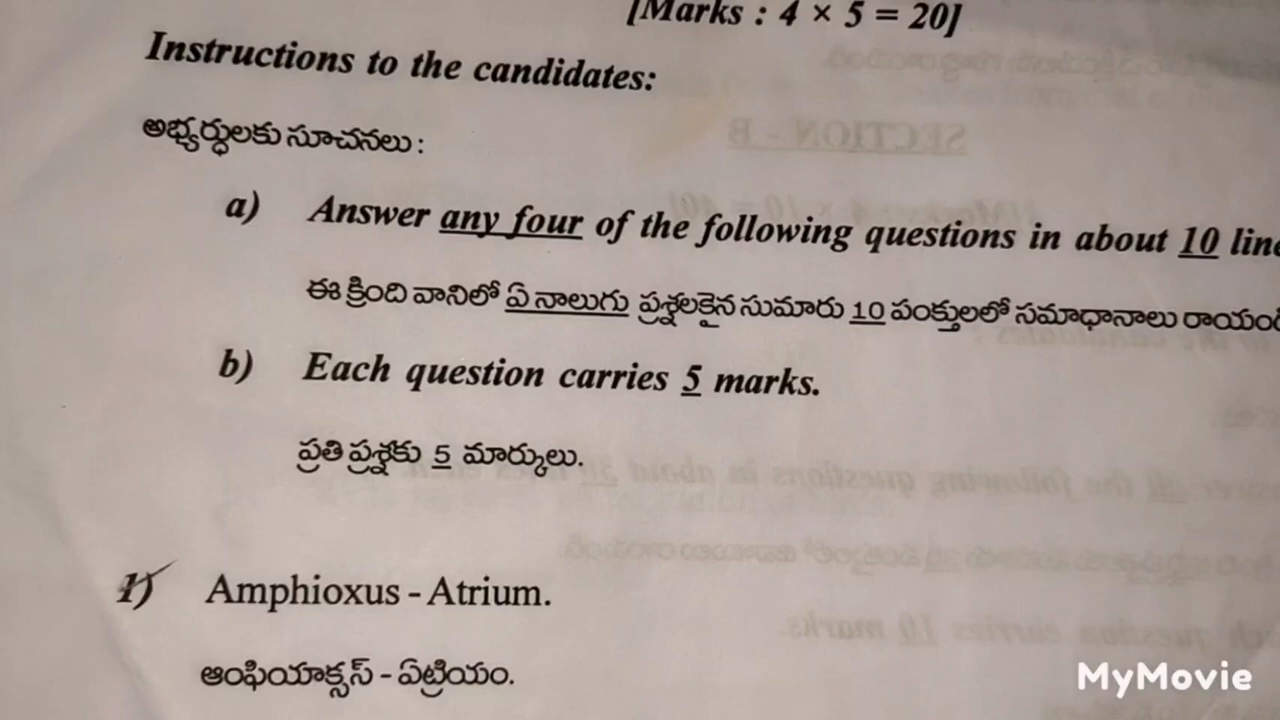 [Marks : 4 × 5 = 20]
Instructions to the candidates:
అభ్యర్థులకు సూచనలు :
a) Answer any four of the following questions in about 10 line
ఈ క్రింది వానిలో ఏ నాలుగు ప్రశ్నలకైన సుమారు 10 పంక్తులలో సమాధానాలు రాయండి
b) Each question carries 5 marks.
ప్రతి ప్రశ్నకు 5 మార్కులు.
1) Amphioxus - Atrium.
ఆంఫియాక్సస్ - ఏట్రియం.
MyMovie